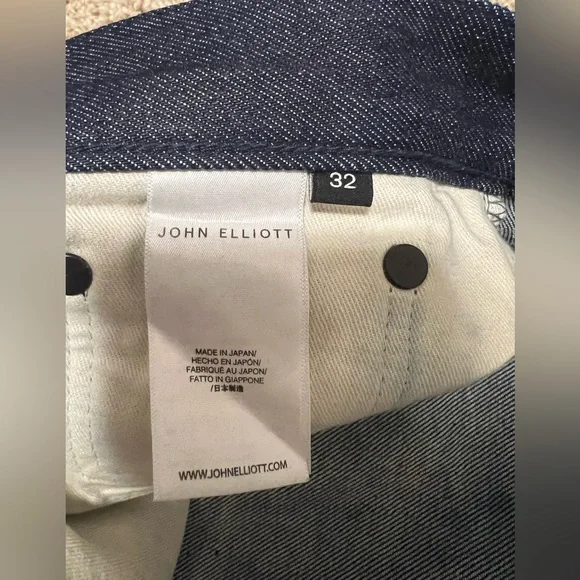 32
JOHN ELLIOTT
MADE IN JAPAN/
HECHO EN JAPÓN/
FABRIQUÉ AU JAPON/
FATTO IN GIAPPONE
/日本制造
WWW.JOHNELLIOTT.COM